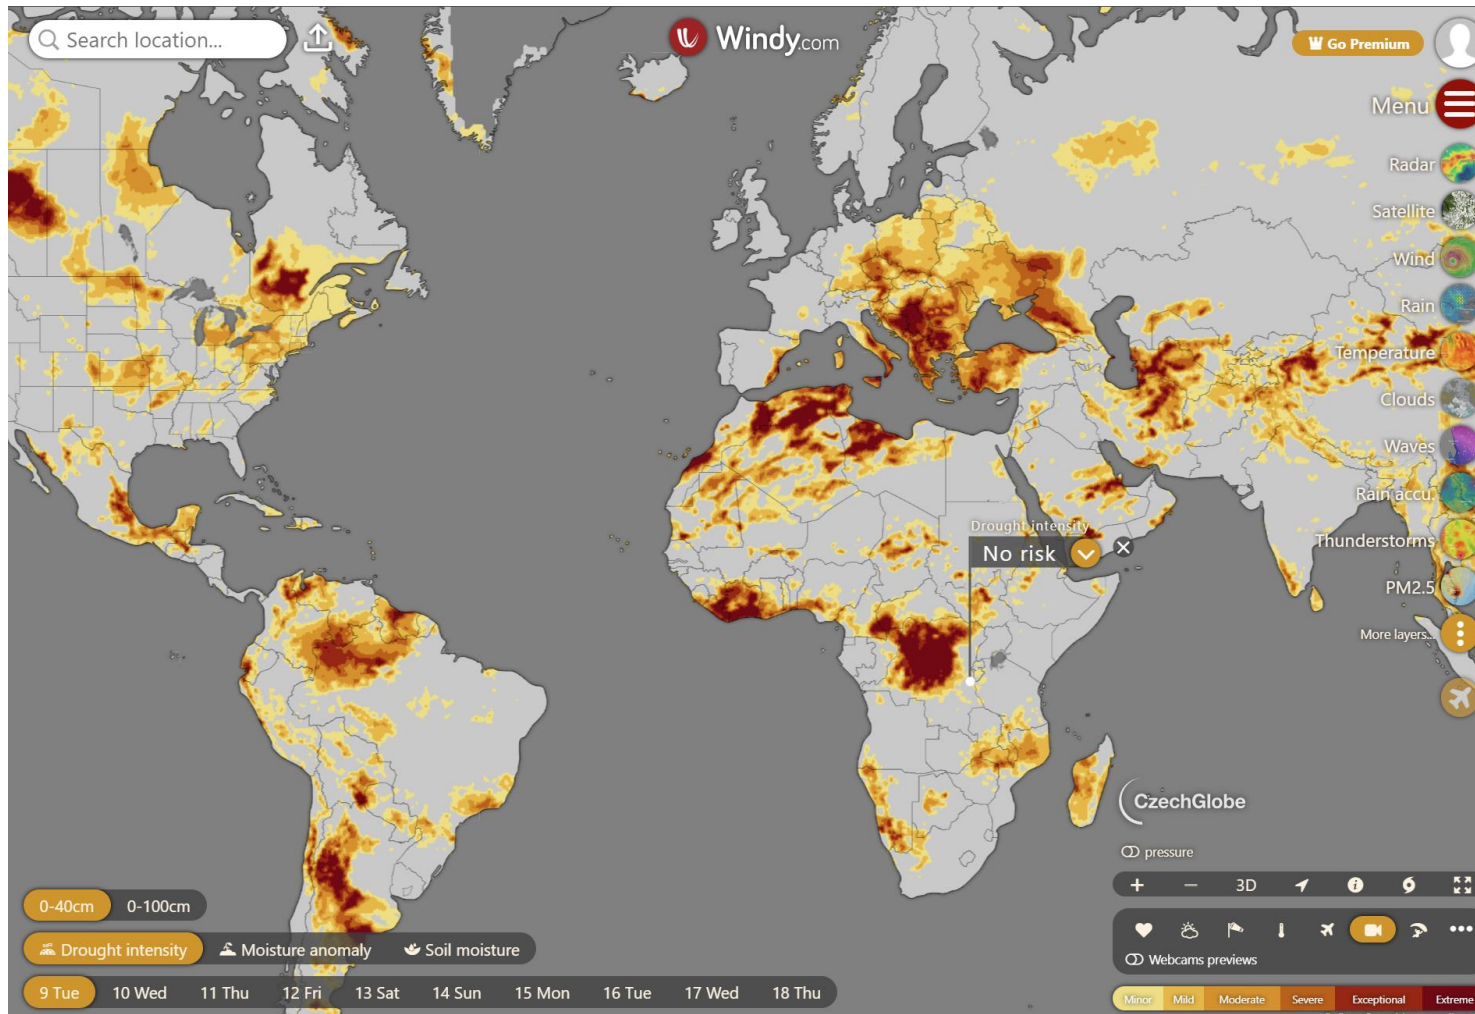 Search location...
Windy.com
Go Premium
Menu
Radar
Satellite
Wind
Rain
Temperature
Clouds
Waves
Rain accu.
Drought intensity
No risk
Thunderstorms
PM2.5
More layers...
CzechGlobe
pressure
3D
0-40cm 0-100cm
Drought intensity Moisture anomaly Soil moisture
Webcams previews
9 Tue 10 Wed 11 Thu 12 Fri 13 Sat 14 Sun 15 Mon 16 Tue 17 Wed 18 Thu
Minor Mild Moderate Severe Exceptional Extreme